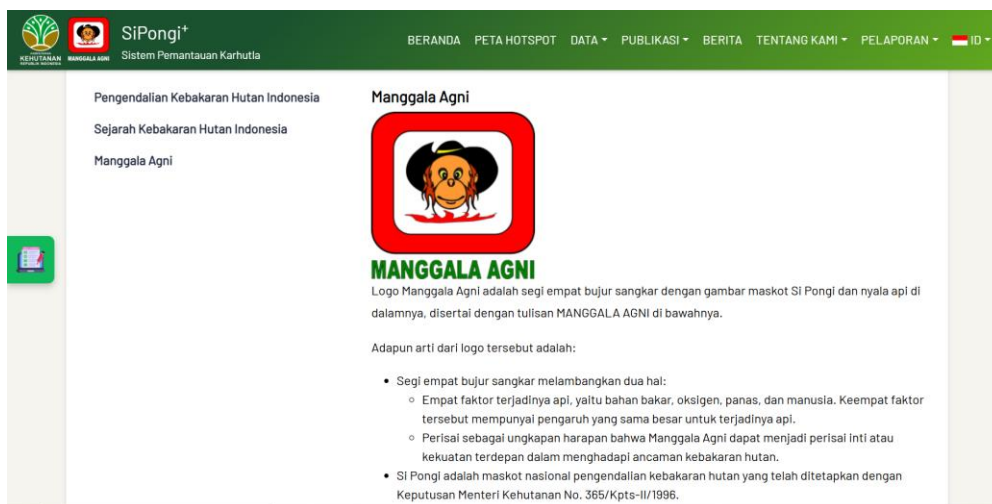 SiPongi+
Sistem Pemantauan Karhutla
KEHUTANAN
REPUBLIK INDONESIA
MANGGALA AGNI
BERANDA PETA HOTSPOT DATA PUBLIKASI BERITA TENTANG KAMI PELAPORAN ID
Pengendalian Kebakaran Hutan Indonesia
Sejarah Kebakaran Hutan Indonesia
Manggala Agni
Manggala Agni
MANGGALA AGNI
Logo Manggala Agni adalah segi empat bujur sangkar dengan gambar maskot Si Pongi dan nyala api di
dalamnya, disertai dengan tulisan MANGGALA AGNI di bawahnya.
Adapun arti dari logo tersebut adalah:
• Segi empat bujur sangkar melambangkan dua hal:
◦ Empat faktor terjadinya api, yaitu bahan bakar, oksigen, panas, dan manusia. Keempat faktor
tersebut mempunyai pengaruh yang sama besar untuk terjadinya api.
◦ Perisai sebagai ungkapan harapan bahwa Manggala Agni dapat menjadi perisai inti atau
kekuatan terdepan dalam menghadapi ancaman kebakaran hutan.
• Si Pongi adalah maskot nasional pengendalian kebakaran hutan yang telah ditetapkan dengan
Keputusan Menteri Kehutanan No. 365/Kpts-II/1996.